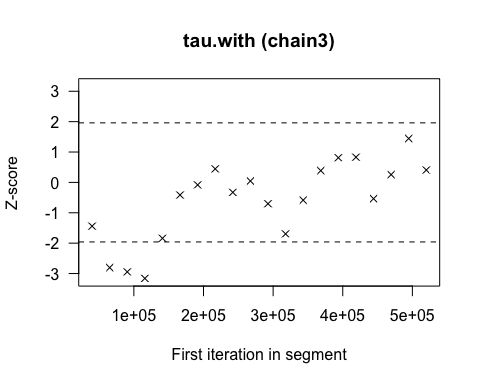 tau.with (chain3)
3
2
1
0
-1
-2
-3
Z-score
1e+05 2e+05 3e+05 4e+05 5e+05
First iteration in segment